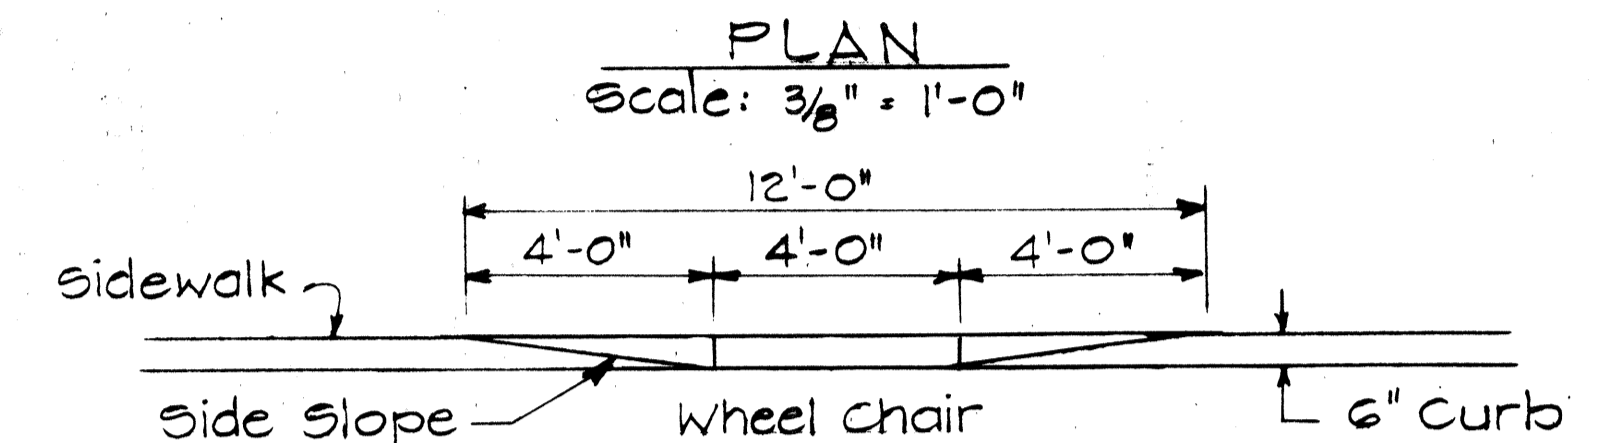 PLAN
Scale: 3/8" = 1'-0"
12'-0"
4'-0" 4'-0" 4'-0"
Sidewalk
Side Slope Wheel Chair 6" Curb